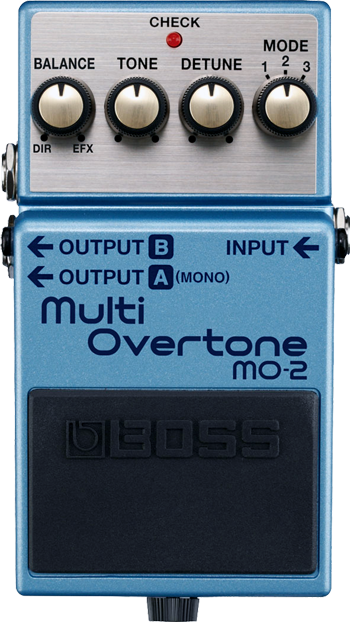 CHECK
BALANCE TONE DETUNE MODE
1 2 3
DIR EFX
← OUTPUT B INPUT ←
← OUTPUT A (MONO)
Multi
Overtone
MO-2
BOSS